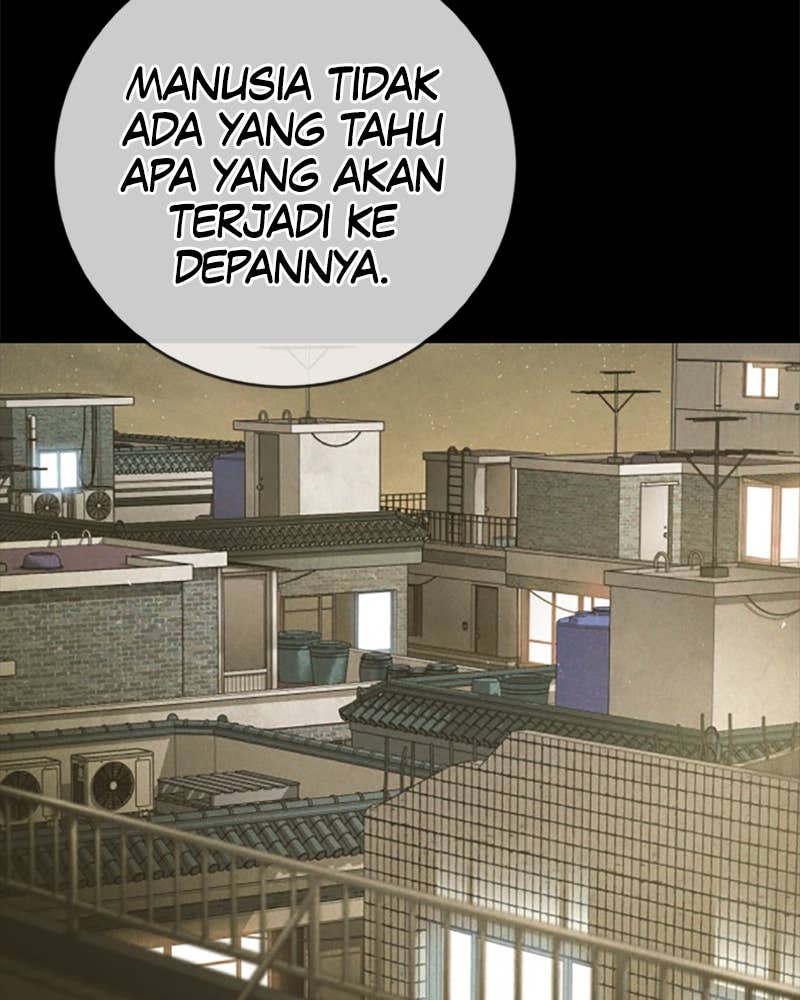 MANUSIA TIDAK
ADA YANG TAHU
APA YANG AKAN
TERJADI KE
DEPANNYA.